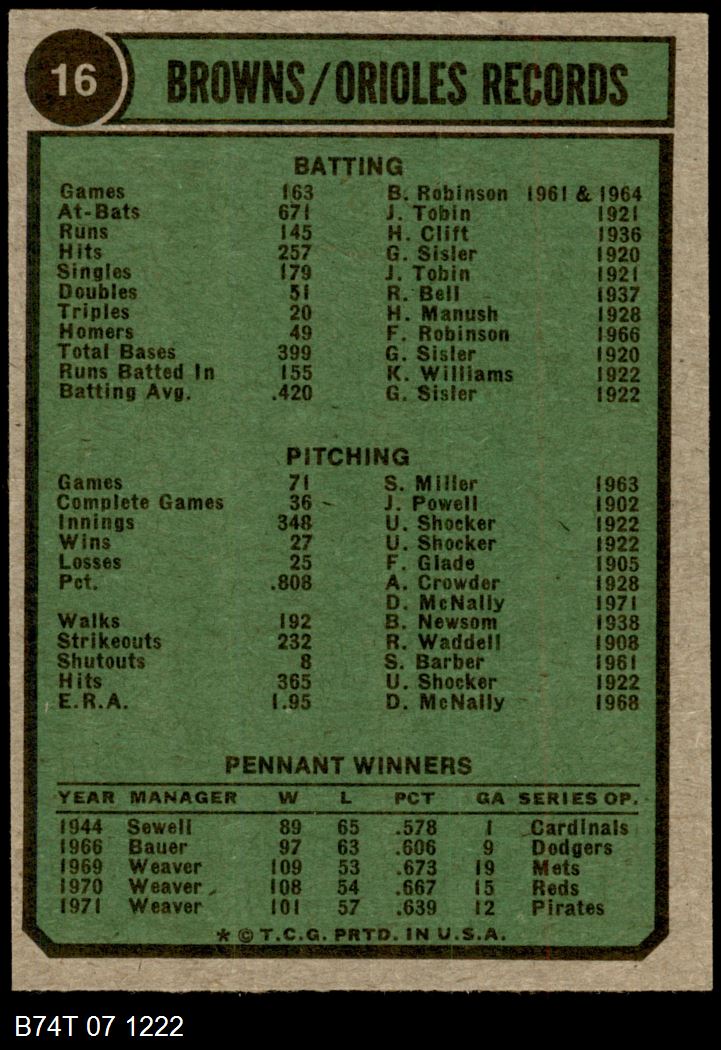 16
BROWNS/ORIOLES RECORDS
BATTING
Games 163 B. Robinson 1961 & 1964
At-Bats 671 J. Tobin 1921
Runs 145 H. Clift 1936
Hits 257 G. Sisler 1920
Singles 179 J. Tobin 1921
Doubles 51 R. Bell 1937
Triples 20 H. Manush 1928
Homers 49 F. Robinson 1966
Total Bases 399 G. Sisler 1920
Runs Batted In 155 K. Williams 1922
Batting Avg. .420 G. Sisler 1922
PITCHING
Games 71 S. Miller 1963
Complete Games 36 J. Powell 1902
Innings 348 U. Shocker 1922
Wins 27 U. Shocker 1922
Losses 25 F. Glade 1905
Pct. .808 A. Crowder 1928
D. McNally 1971
Walks 192 B. Newsom 1938
Strikeouts 232 R. Waddell 1908
Shutouts 8 S. Barber 1961
Hits 365 U. Shocker 1922
E.R.A. 1.95 D. McNally 1968
PENNANT WINNERS
YEAR MANAGER W L PCT GA SERIES OP.
1944 Sewell 89 65 .578 1 Cardinals
1966 Bauer 97 63 .606 9 Dodgers
1969 Weaver 109 53 .673 19 Mets
1970 Weaver 108 54 .667 15 Reds
1971 Weaver 101 57 .639 12 Pirates
* © T.C.G. PRTD. IN U.S.A.
B74T 07 1222